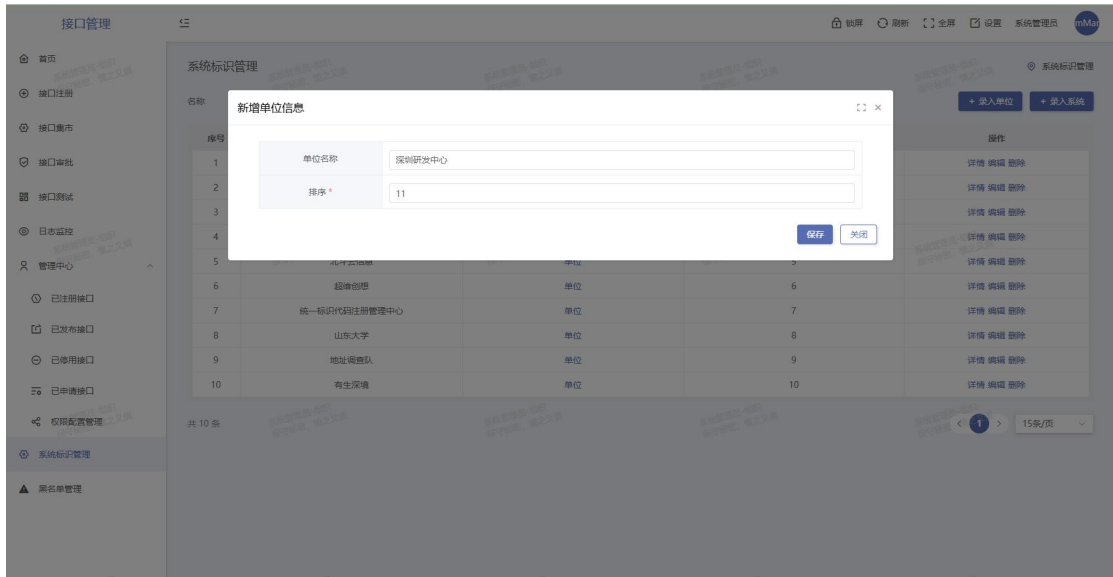 接口管理
锁屏 刷新 全屏 设置 系统管理员 mMar
首页
接口注册
接口集市
接口审批
接口测试
日志监控
管理中心
已注册接口
已发布接口
已停用接口
已申请接口
权限配置管理
系统标识管理
黑名单管理
系统标识管理 系统标识管理
名称 + 录入单位 + 录入系统
新增单位信息
单位名称 深圳研发中心
排序 * 11
保存 关闭
序号 操作
1 详情 编辑 删除
2 详情 编辑 删除
3 详情 编辑 删除
4 详情 编辑 删除
5 单位 5 详情 编辑 删除
6 超维创想 单位 6 详情 编辑 删除
7 统一标识代码注册管理中心 单位 7 详情 编辑 删除
8 山东大学 单位 8 详情 编辑 删除
9 地址调查队 单位 9 详情 编辑 删除
10 有生深境 单位 10 详情 编辑 删除
共 10 条 1 15条/页